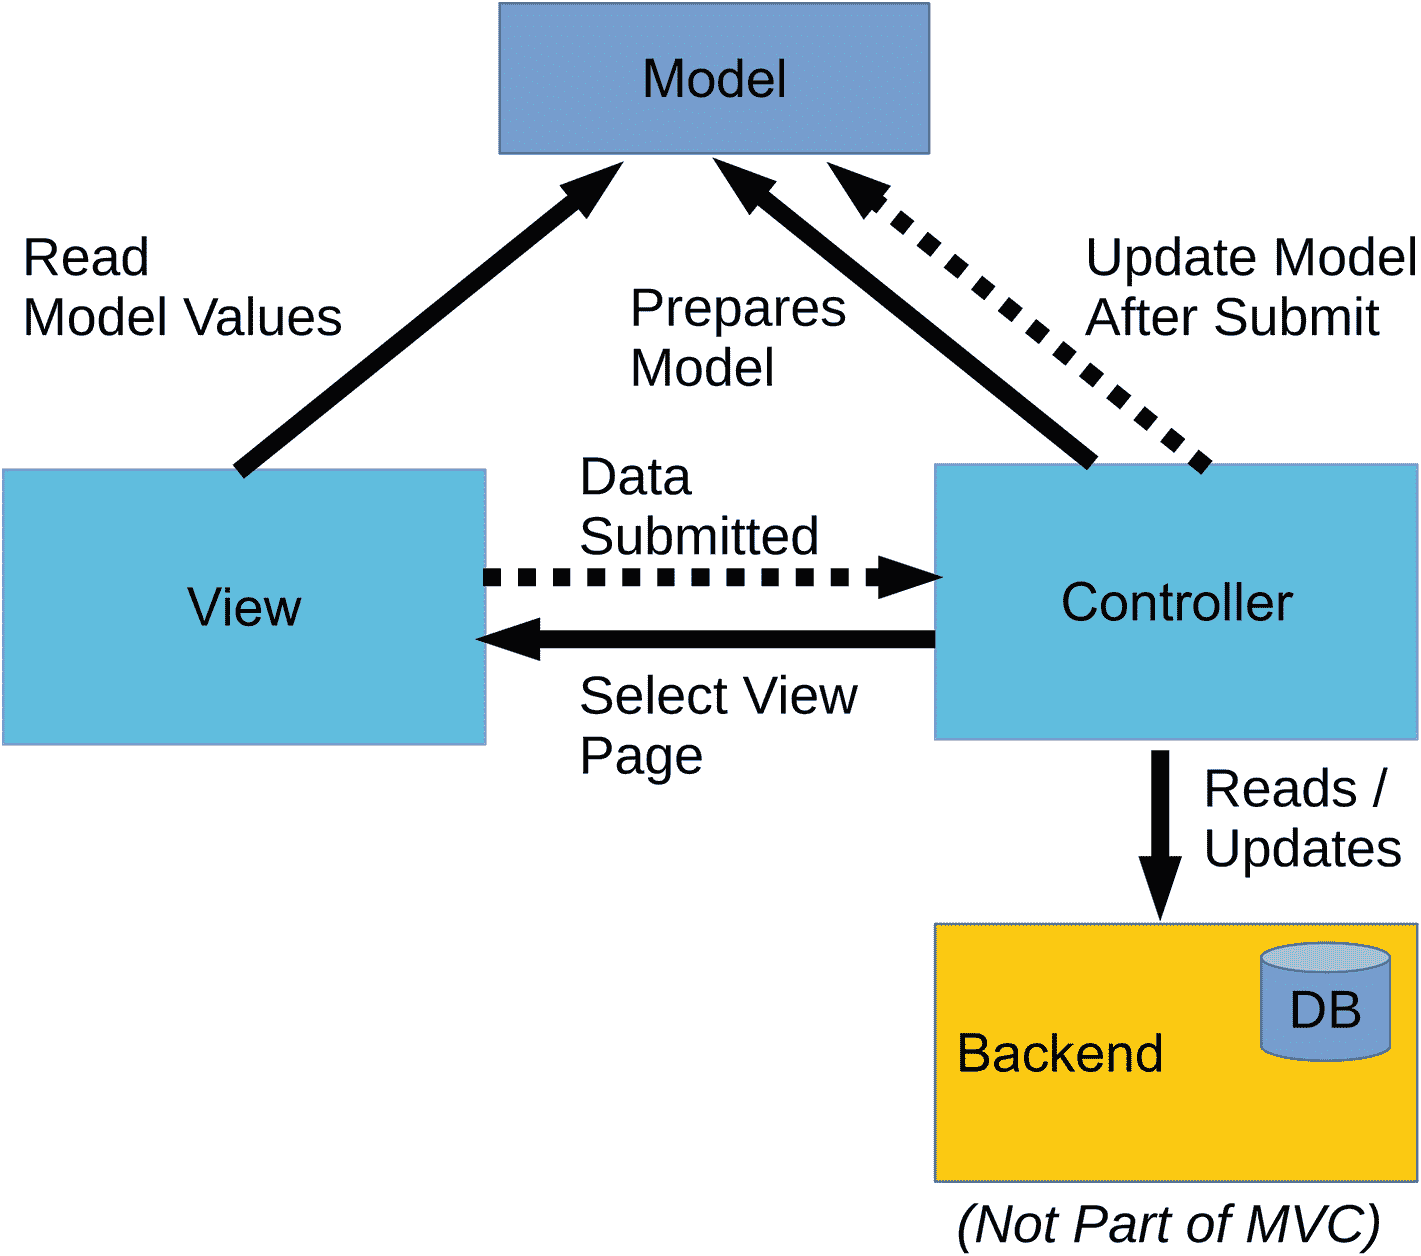 Model
Read
Model Values
Prepares
Model
Update Model
After Submit
Data
Submitted
View
Controller
Select View
Page
Reads /
Updates
DB
Backend
(Not Part of MVC)